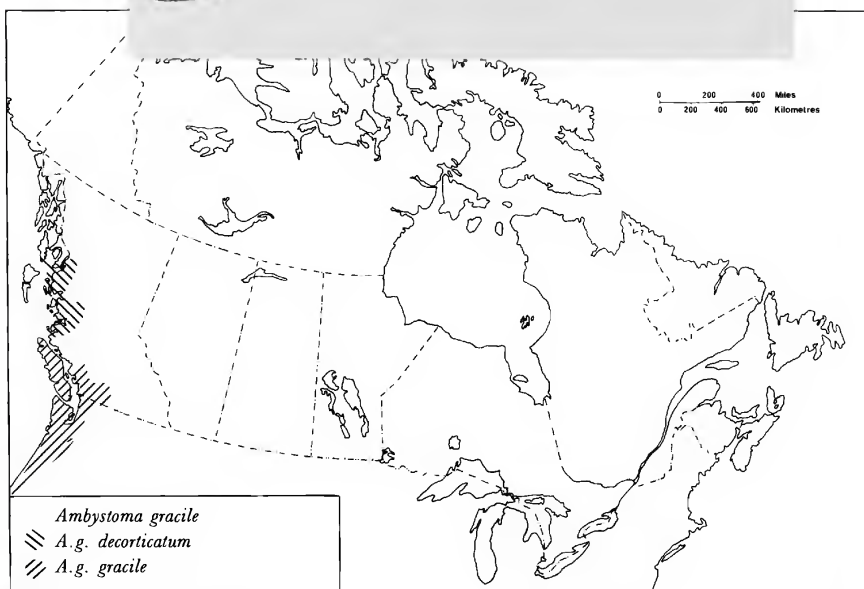 0 200 400 Miles
0 200 400 600 Kilometres
Ambystoma gracile
A.g. decorticatum
A.g. gracile